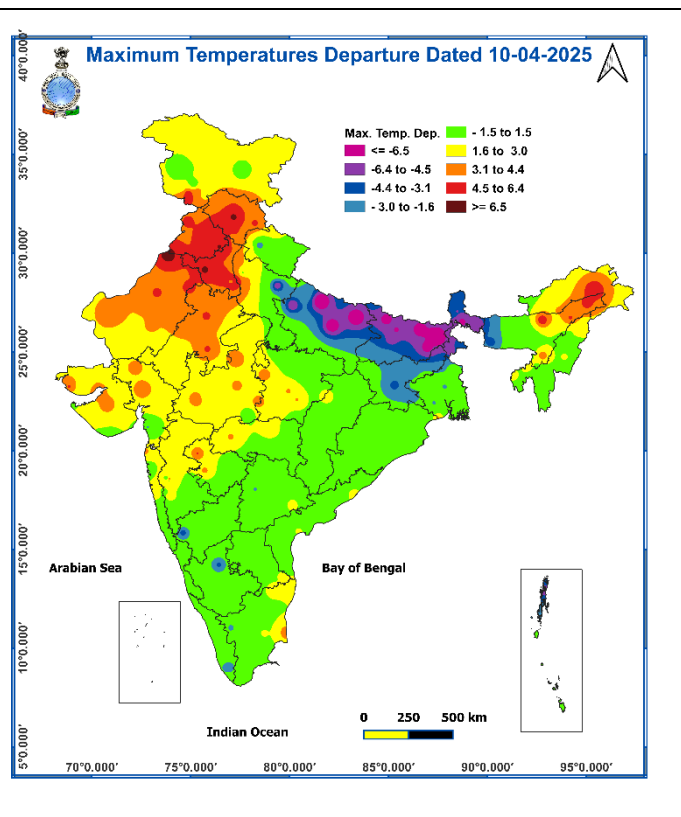 Maximum Temperatures Departure Dated 10-04-2025
Max. Temp. Dep.
<= -6.5
-6.4 to -4.5
-4.4 to -3.1
- 3.0 to -1.6
- 1.5 to 1.5
1.6 to 3.0
3.1 to 4.4
4.5 to 6.4
>= 6.5
40°0.000'
35°0.000'
30°0.000'
25°0.000'
20°0.000'
15°0.000'
10°0.000'
5°0.000'
Arabian Sea
Bay of Bengal
Indian Ocean
0 250 500 km
70°0.000' 75°0.000' 80°0.000' 85°0.000' 90°0.000' 95°0.000'